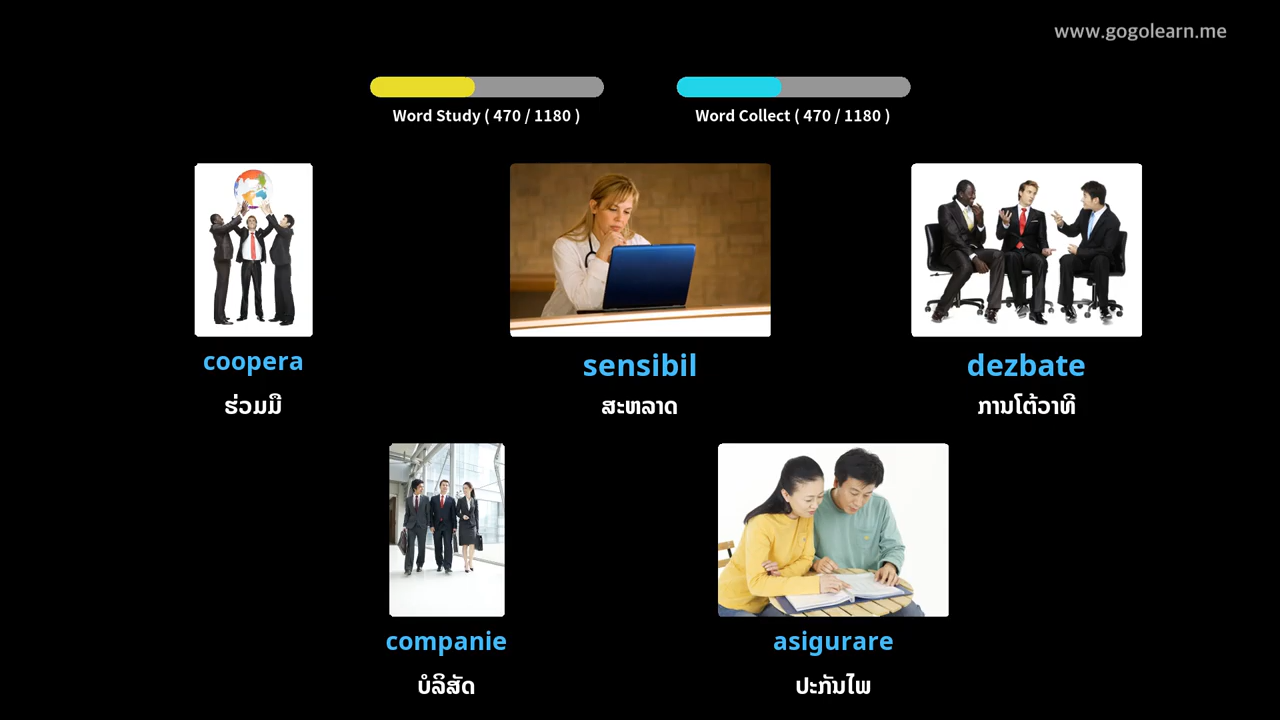 www.gogolearn.me
Word Study ( 470 / 1180 )
Word Collect ( 470 / 1180 )
coopera
ຮ່ວມມື
sensibil
ສະຫລາດ
dezbate
ການໂຕ້ວາທີ
companie
ບໍລິສັດ
asigurare
ປະກັນໄພ